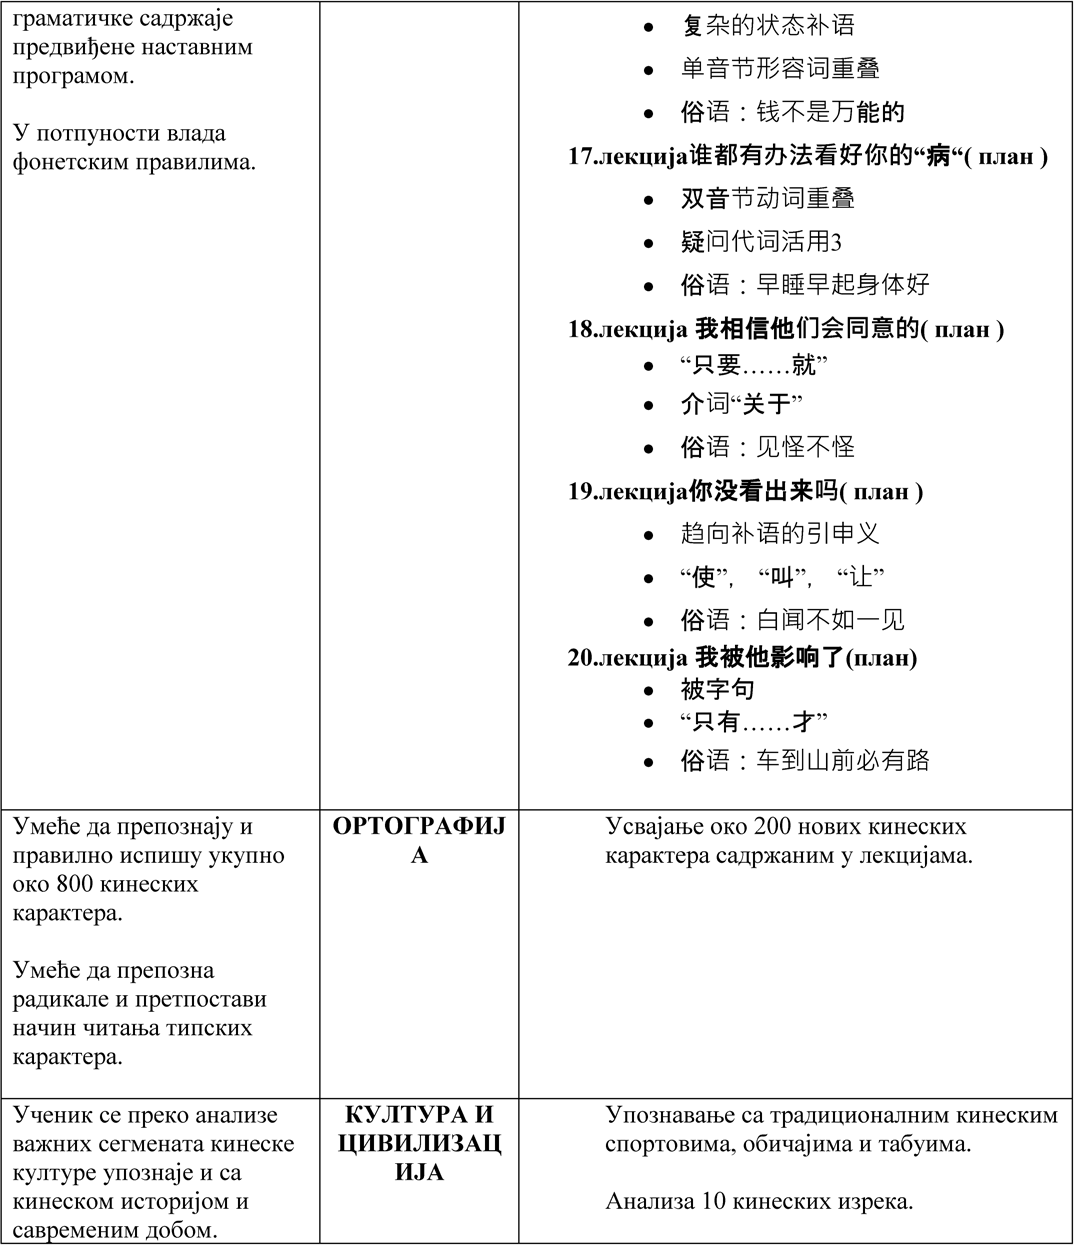 граматичке садржаје
предвиђене наставним
програмом.
У потпуности влада
фонетским правилима.
• 复杂的状态补语
• 单音节形容词重叠
• 俗语：钱不是万能的
17.лекција谁都有办法看好你的“病“( план )
• 双音节动词重叠
• 疑问代词活用3
• 俗语：早睡早起身体好
18.лекција 我相信他们会同意的( план )
• “只要……就”
• 介词“关于”
• 俗语：见怪不怪
19.лекција你没看出来吗( план )
• 趋向补语的引申义
• “使”, “叫”, “让”
• 俗语：白闻不如一见
20.лекција 我被他影响了(план)
• 被字句
• “只有……才”
• 俗语：车到山前必有路
Умеће да препознају и
правилно испишу укупно
око 800 кинеских
карактера.
Умеће да препозна
радикале и претпостави
начин читања типских
карактера.
ОРТОГРАФИЈ
А
Усвајање око 200 нових кинеских
карактера садржаним у лекцијама.
Ученик се преко анализе
важних сегмената кинеске
културе упознаје и са
кинеском историјом и
савременим добом.
КУЛТУРА И
ЦИВИЛИЗАЦ
ИЈА
Упознавање са традиционалним кинеским
спортовима, обичајима и табуима.
Анализа 10 кинеских изрека.